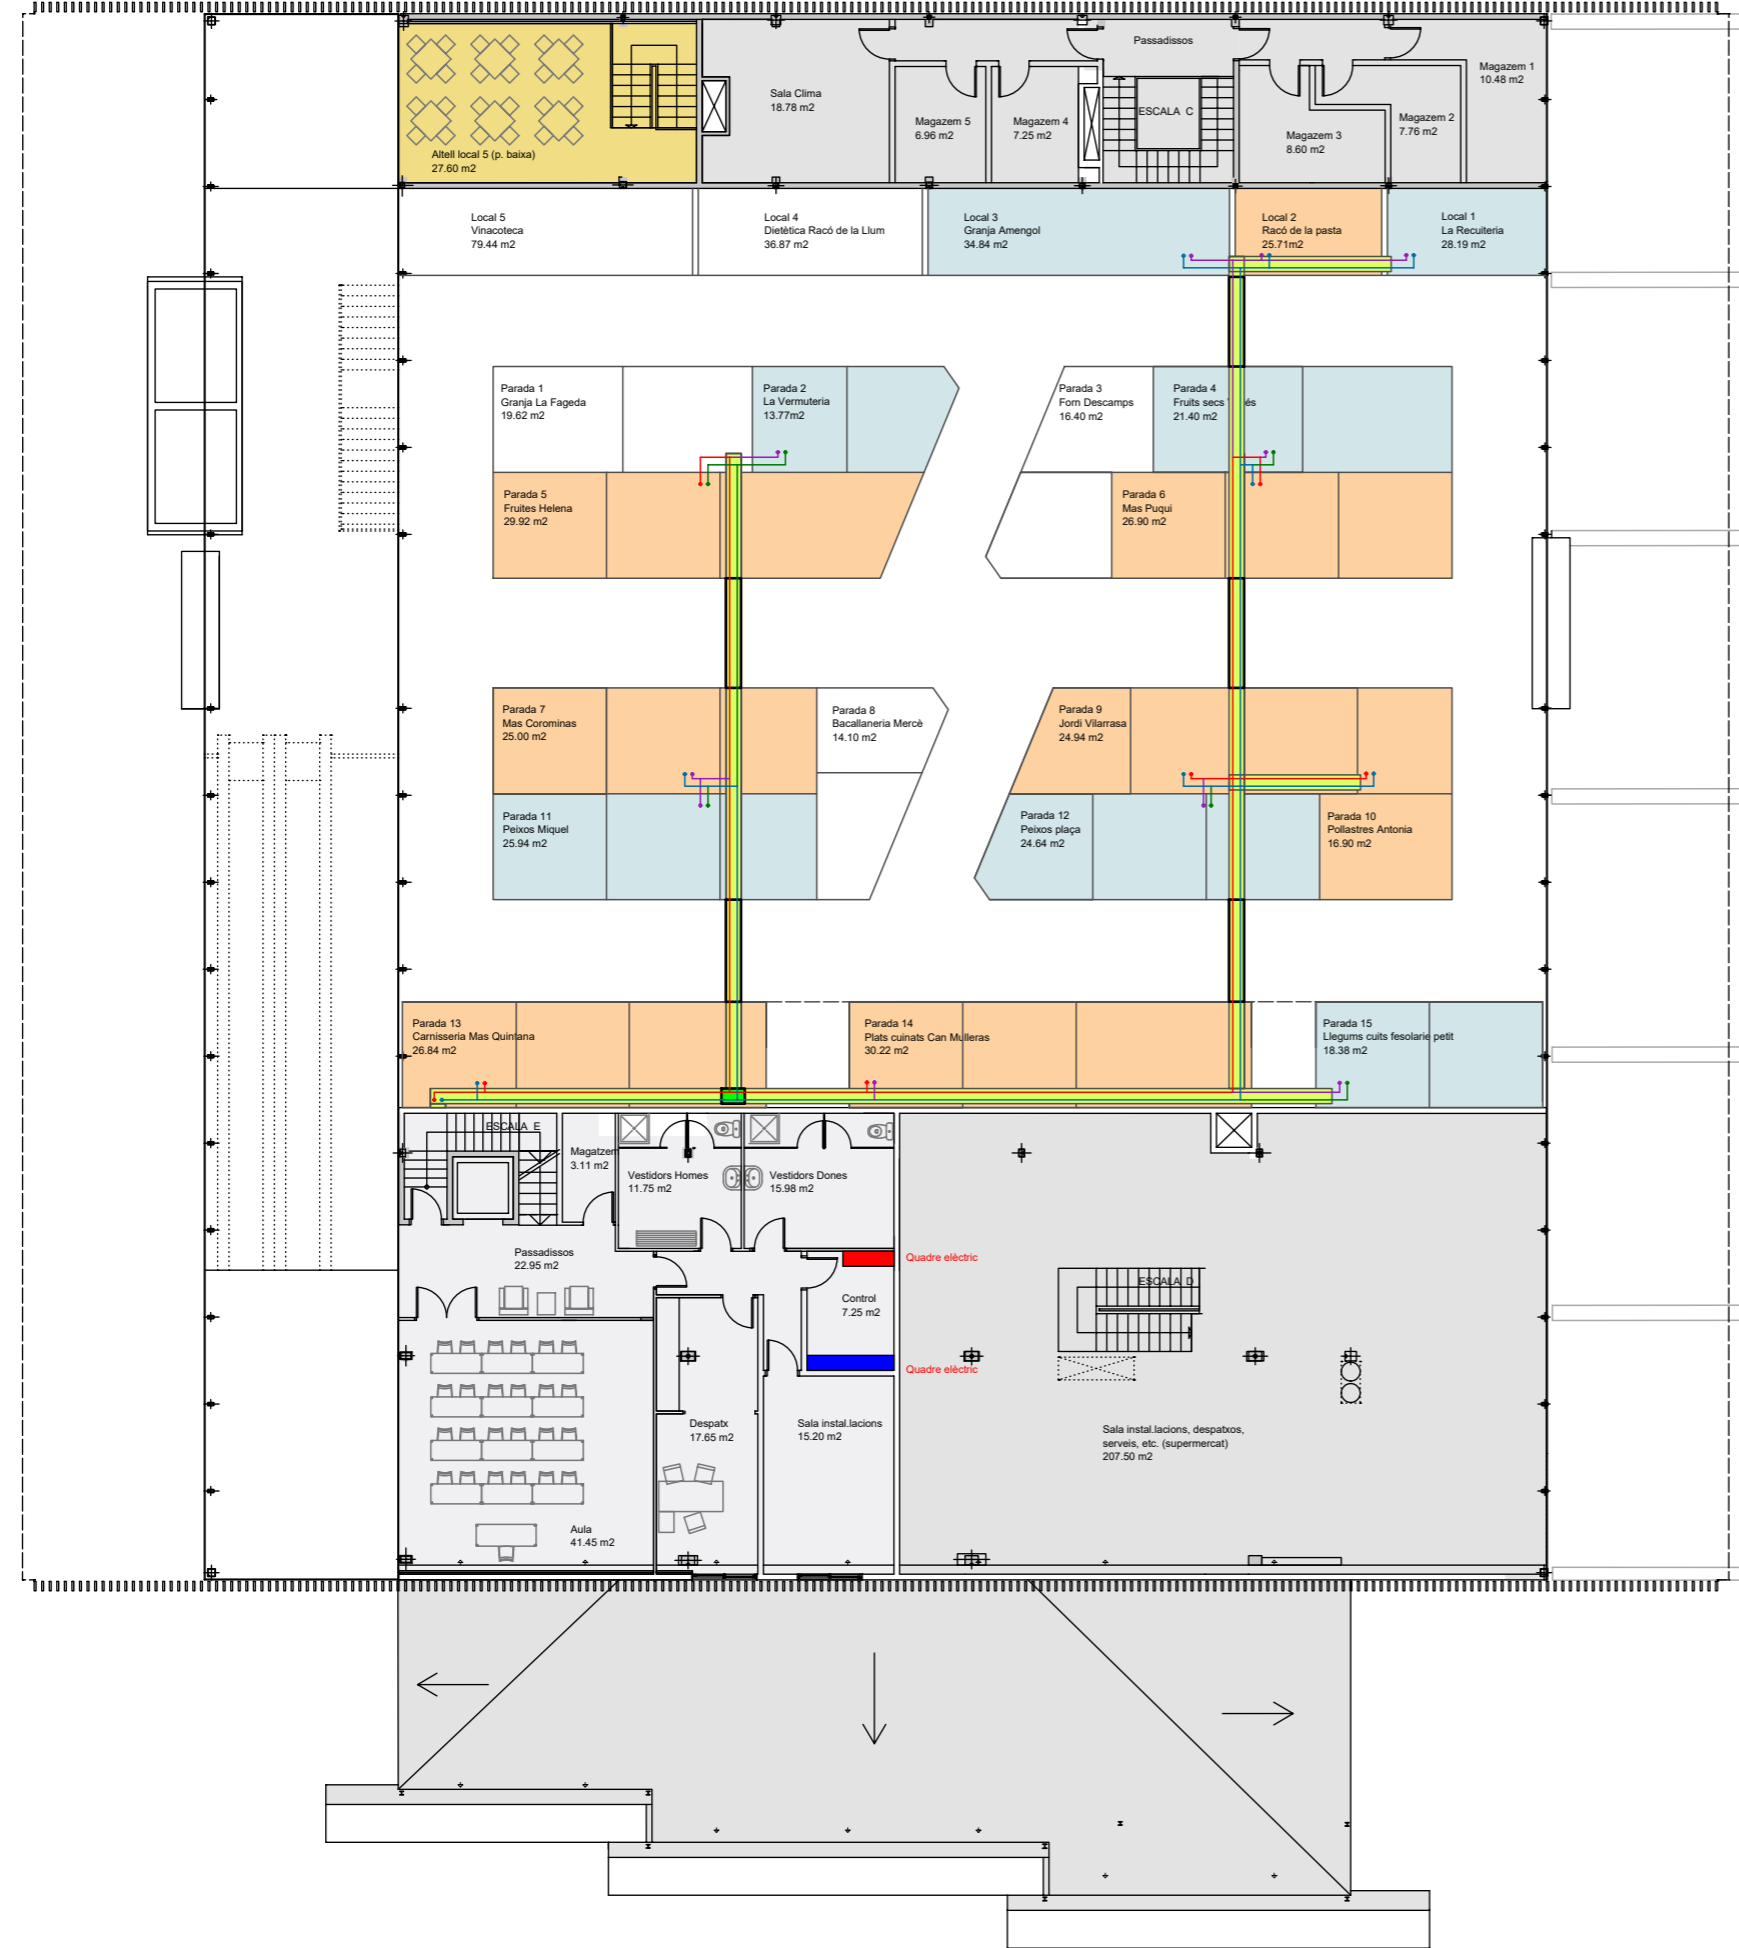 Passadissos
Magazem 1
10.48 m2
Sala Clima
18.78 m2
Magazem 5
6.96 m2
Magazem 4
7.25 m2
ESCALA C
Magazem 3
8.60 m2
Magazem 2
7.76 m2
Altell local 5 (p. baixa)
27.60 m2
Local 5
Vinacoteca
79.44 m2
Local 4
Dietètica Racó de la Llum
36.87 m2
Local 3
Granja Amengol
34.84 m2
Local 2
Racó de la pasta
25.71m2
Local 1
La Recuiteria
28.19 m2
Parada 1
Granja La Fageda
19.62 m2
Parada 2
La Vermuteria
13.77m2
Parada 3
Forn Descamps
16.40 m2
Parada 4
Fruits secs
21.40 m2
Parada 5
Fruites Helena
29.92 m2
Parada 6
Mas Puqui
26.90 m2
Parada 7
Mas Corominas
25.00 m2
Parada 8
Bacallaneria Mercè
14.10 m2
Parada 9
Jordi Vilarrasa
24.94 m2
Parada 11
Peixos Miquel
25.94 m2
Parada 12
Peixos plaça
24.64 m2
Parada 10
Pollastres Antonia
16.90 m2
Parada 13
Carnisseria Mas Quintana
26.84 m2
Parada 14
Plats cuinats Can Mulleras
30.22 m2
Parada 15
Llegums cuits fesolarie petit
18.38 m2
ESCALA E
Magatzem
3.11 m2
Vestidors Homes
11.75 m2
Vestidors Dones
15.98 m2
Passadissos
22.95 m2
Quadre elèctric
Control
7.25 m2
ESCALA D
Quadre elèctric
Despatx
17.65 m2
Sala instal.lacions
15.20 m2
Sala instal.lacions, despatxos,
serveis, etc. (supermercat)
207.50 m2
Aula
41.45 m2